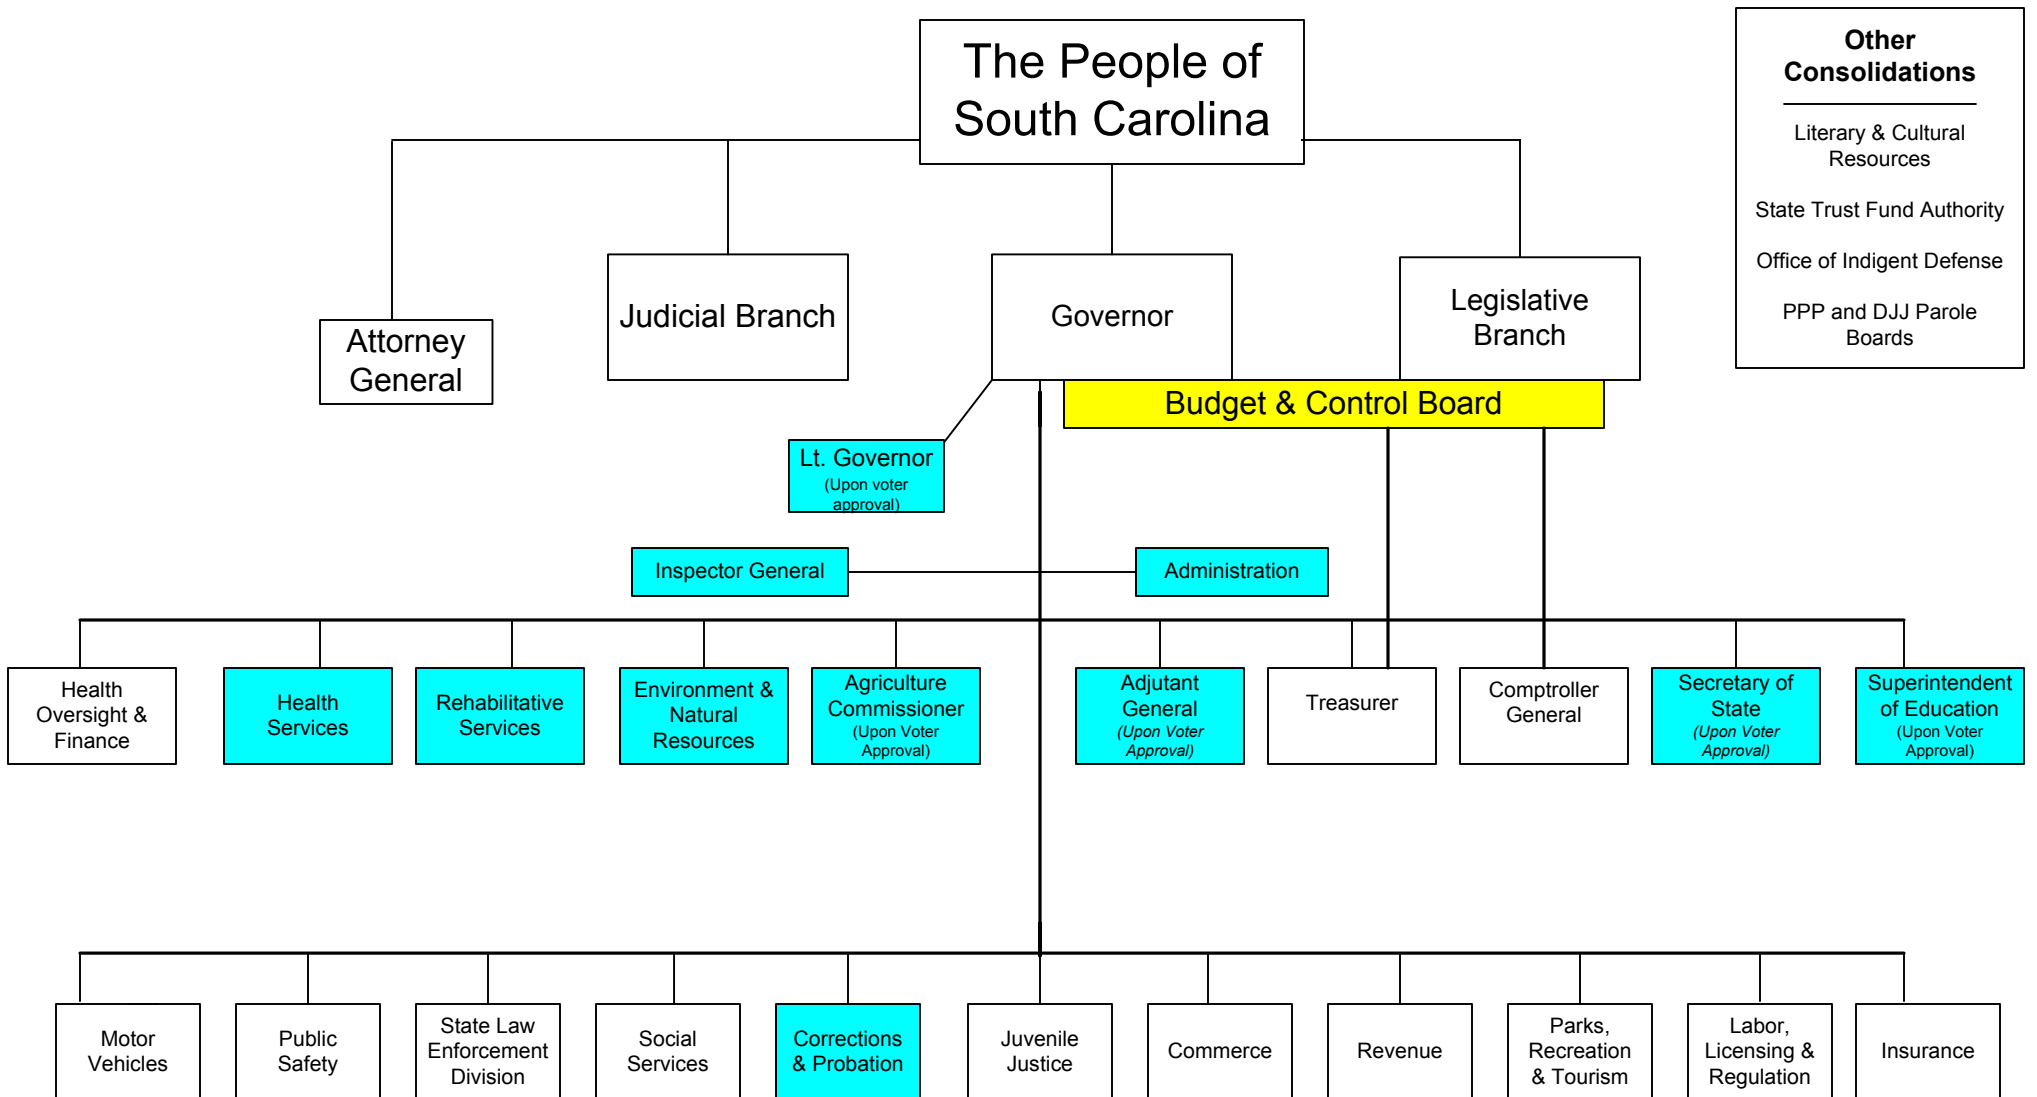 The People of
South Carolina
Other
Consolidations
Literary & Cultural
Resources
State Trust Fund Authority
Office of Indigent Defense
PPP and DJJ Parole
Boards
Attorney
General
Judicial Branch
Governor
Legislative
Branch
Budget & Control Board
Lt. Governor
(Upon voter
approval)
Inspector General
Administration
Health
Oversight &
Finance
Health
Services
Rehabilitative
Services
Environment &
Natural
Resources
Agriculture
Commissioner
(Upon Voter
Approval)
Adjutant
General
(Upon Voter
Approval)
Treasurer
Comptroller
General
Secretary of
State
(Upon Voter
Approval)
Superintendent
of Education
(Upon Voter
Approval)
Motor
Vehicles
Public
Safety
State Law
Enforcement
Division
Social
Services
Corrections
& Probation
Juvenile
Justice
Commerce
Revenue
Parks,
Recreation
& Tourism
Labor,
Licensing &
Regulation
Insurance